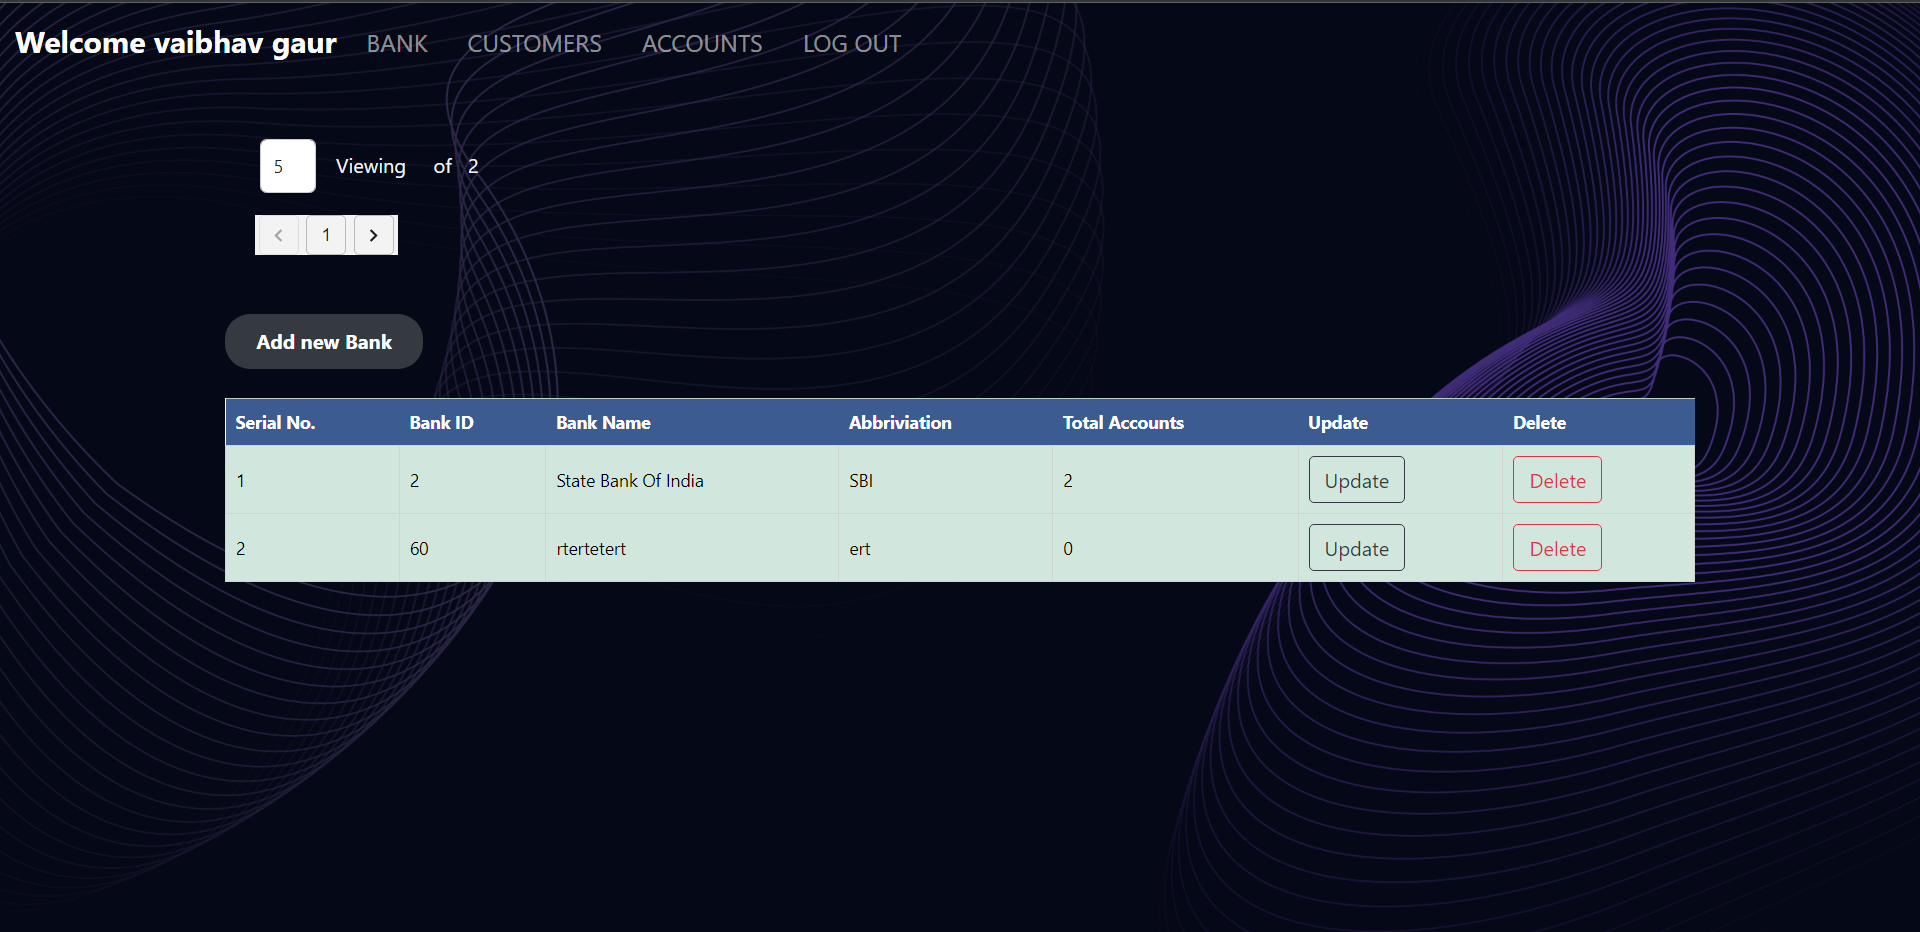 Welcome vaibhav gaur BANK CUSTOMERS ACCOUNTS LOG OUT
5 Viewing of 2
1
Add new Bank
Serial No. Bank ID Bank Name Abbriviation Total Accounts Update Delete
1 2 State Bank Of India SBI 2 Update Delete
2 60 rtertetert ert 0 Update Delete